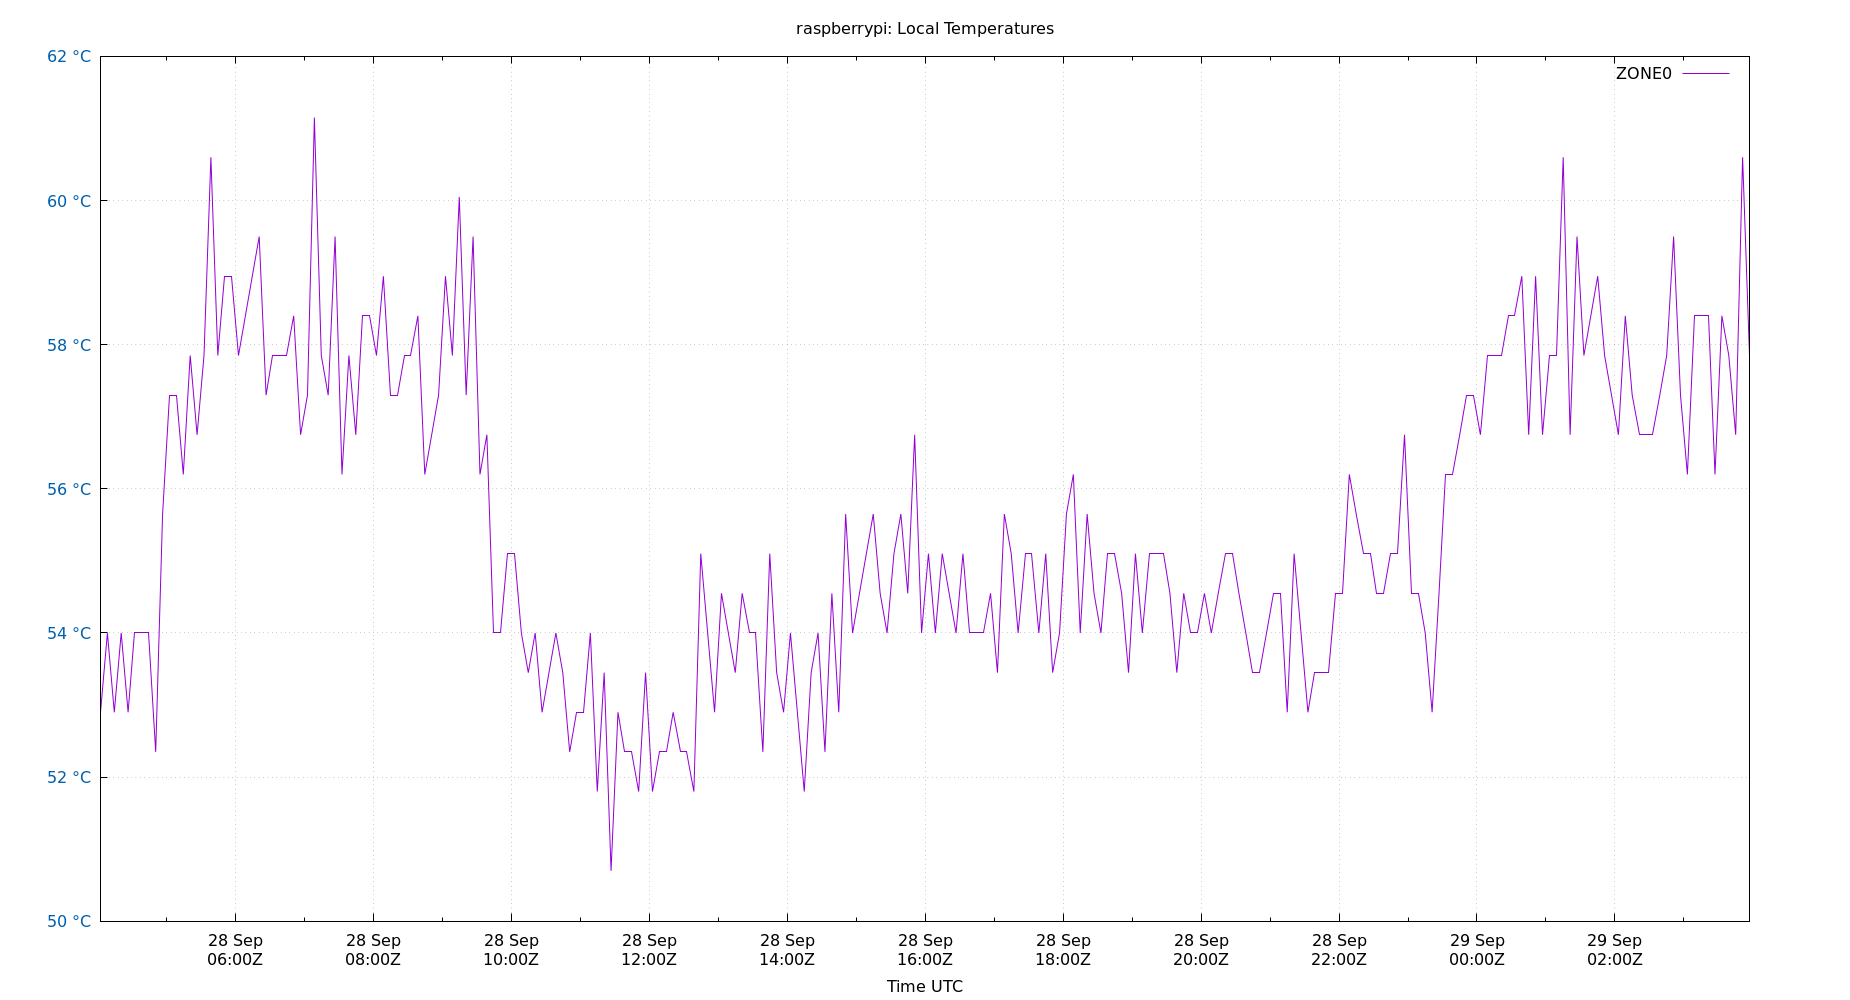 raspberrypi: Local Temperatures
62 °C
ZONE0
60 °C
58 °C
56 °C
54 °C
52 °C
50 °C
28 Sep 28 Sep 28 Sep 28 Sep 28 Sep 28 Sep 28 Sep 28 Sep 28 Sep 29 Sep 29 Sep
06:00Z 08:00Z 10:00Z 12:00Z 14:00Z 16:00Z 18:00Z 20:00Z 22:00Z 00:00Z 02:00Z
Time UTC